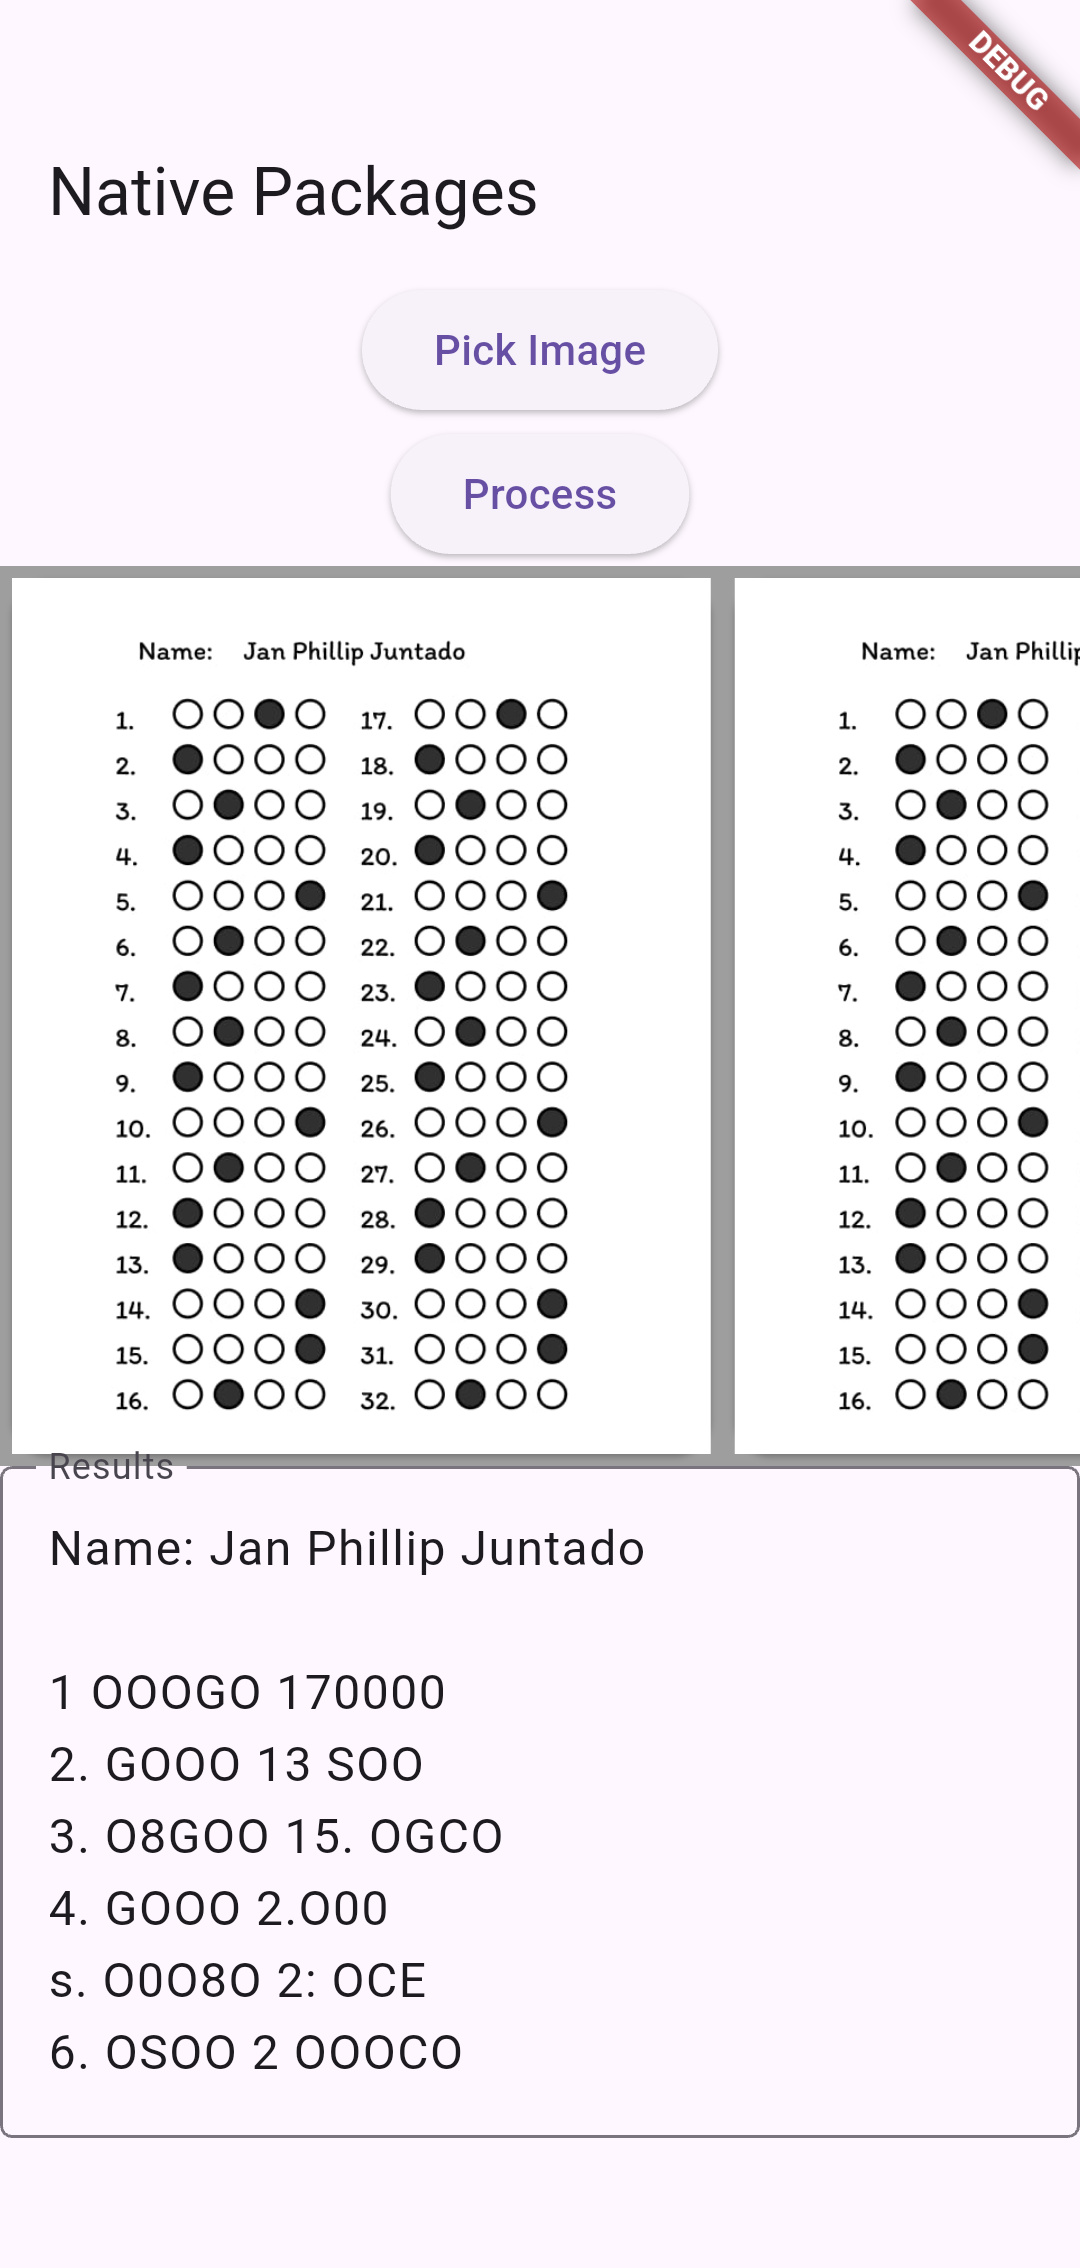 DEBUG
Native Packages
Pick Image
Process
Name: Jan Phillip Juntado
1. 17.
2. 18.
3. 19.
4. 20.
5. 21.
6. 22.
7. 23.
8. 24.
9. 25.
10. 26.
11. 27.
12. 28.
13. 29.
14. 30.
15. 31.
16. 32.
Name: Jan Phillip
1.
2.
3.
4.
5.
6.
7.
8.
9.
10.
11.
12.
13.
14.
15.
16.
Results
Name: Jan Phillip Juntado
1 OOOGO 170000
2. GOOO 13 SOO
3. O8GOO 15. OGCO
4. GOOO 2.O00
s. O0O8O 2: OCE
6. OSOO 2 OOOCO